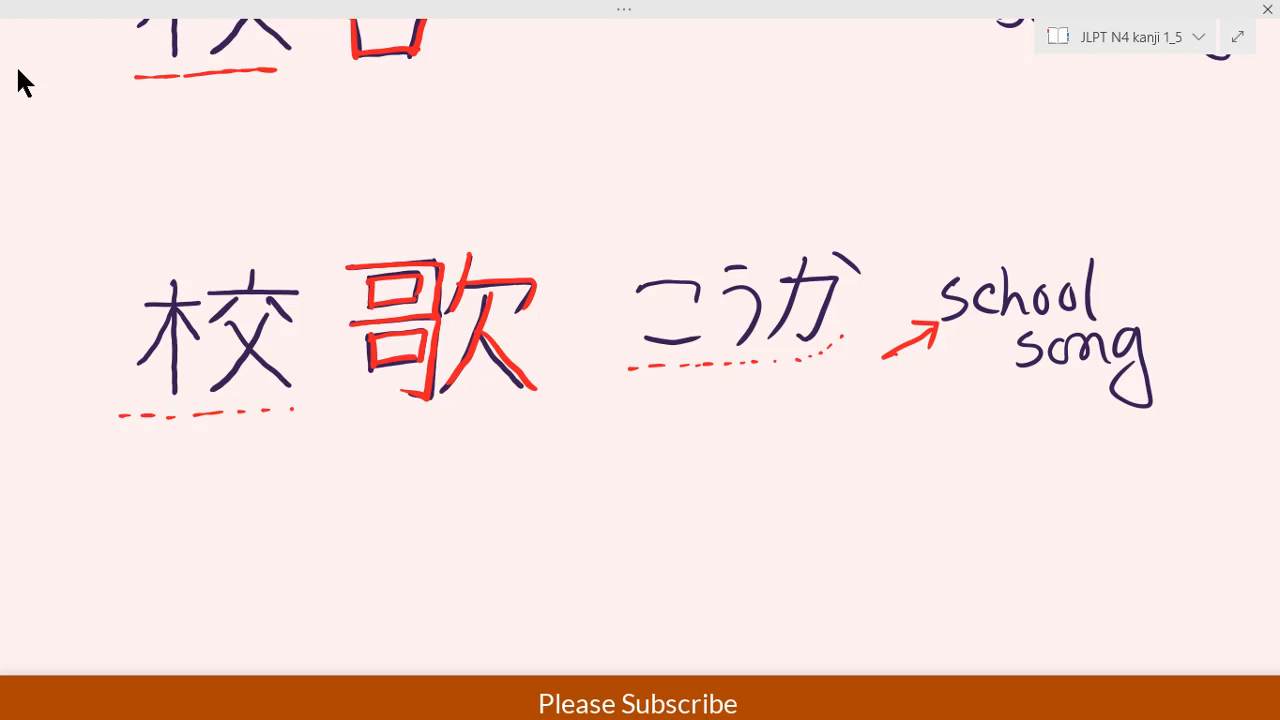 JLPT N4 kanji 1_5
校歌 こうか school
song
Please Subscribe